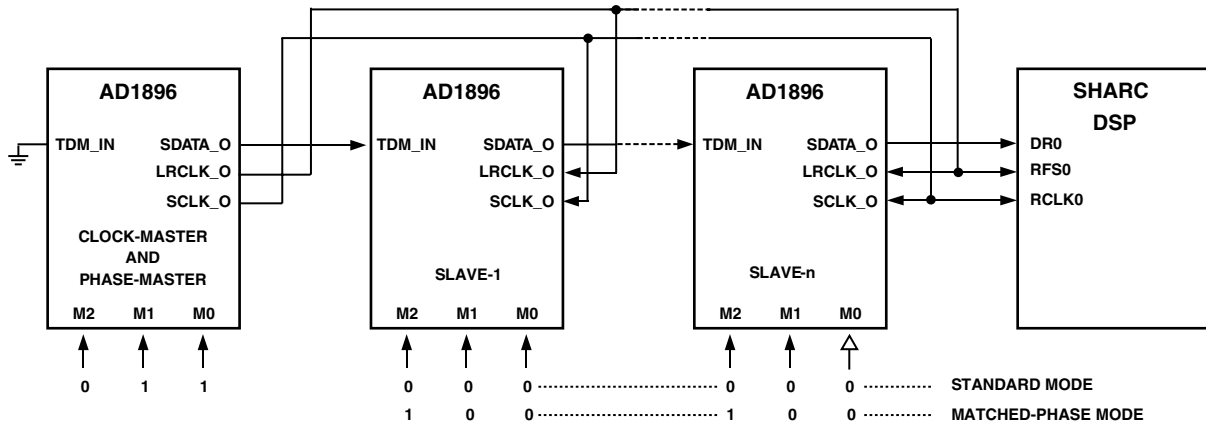 AD1896 AD1896 AD1896 SHARC
DSP
TDM_IN SDATA_O TDM_IN SDATA_O TDM_IN SDATA_O DR0
LRCLK_O LRCLK_O LRCLK_O RFS0
SCLK_O SCLK_O SCLK_O RCLK0
CLOCK-MASTER
AND
PHASE-MASTER
SLAVE-1 SLAVE-n
M2 M1 M0 M2 M1 M0 M2 M1 M0
0 1 1 0 0 0 0 0 0 STANDARD MODE
1 0 0 1 0 0 MATCHED-PHASE MODE